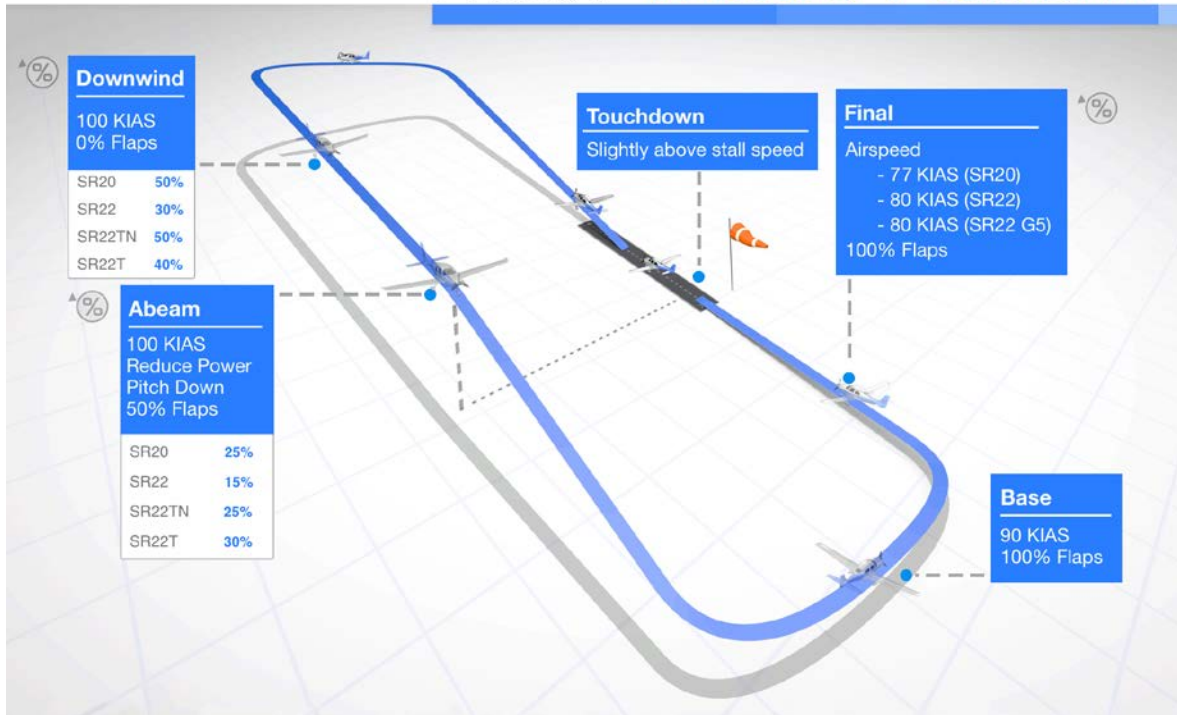 %
Downwind
100 KIAS
0% Flaps
SR20 50%
SR22 30%
SR22TN 50%
SR22T 40%
%
Abeam
100 KIAS
Reduce Power
Pitch Down
50% Flaps
SR20 25%
SR22 15%
SR22TN 25%
SR22T 30%
Touchdown
Slightly above stall speed
Final
Airspeed
- 77 KIAS (SR20)
- 80 KIAS (SR22)
- 80 KIAS (SR22 G5)
100% Flaps
%
Base
90 KIAS
100% Flaps